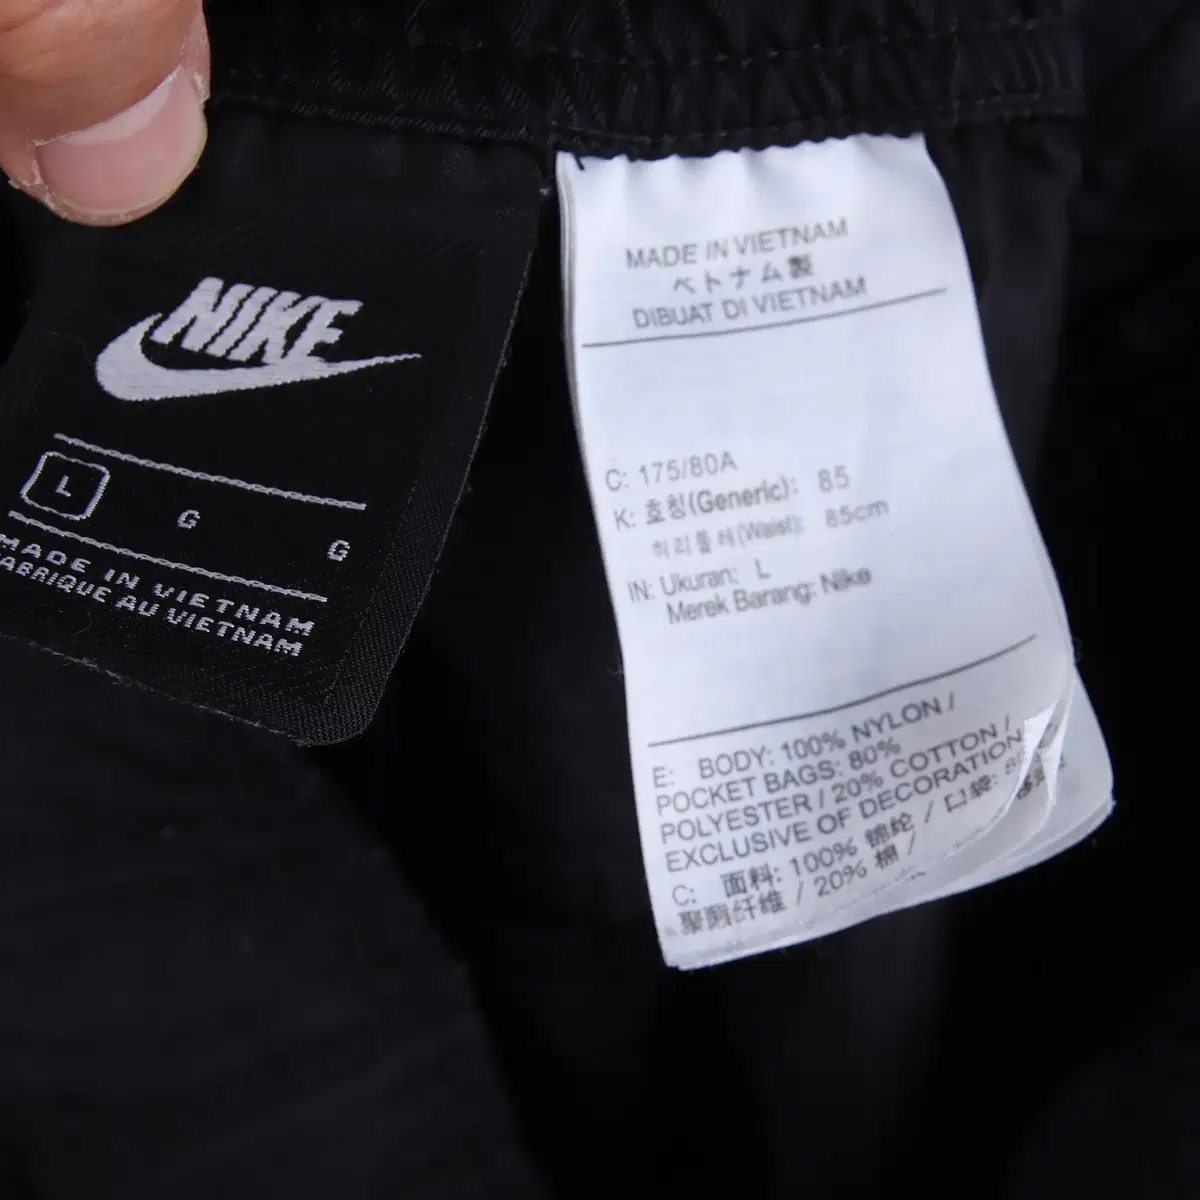 NIKE
L G G
MADE IN VIETNAM
FABRIQUE AU VIETNAM
MADE IN VIETNAM
ベトナム製
DIBUAT DI VIETNAM
C: 175/80A
K: 호칭(Generic): 85
허리둘레(Waist): 85cm
IN: Ukuran: L
Merek Barang: Nike
E: BODY: 100% NYLON /
POCKET BAGS: 80%
POLYESTER / 20% COTTON /
EXCLUSIVE OF DECORATION
C: 面料: 100% 锦纶 / 口袋:
聚酯纤维 / 20% 棉 /